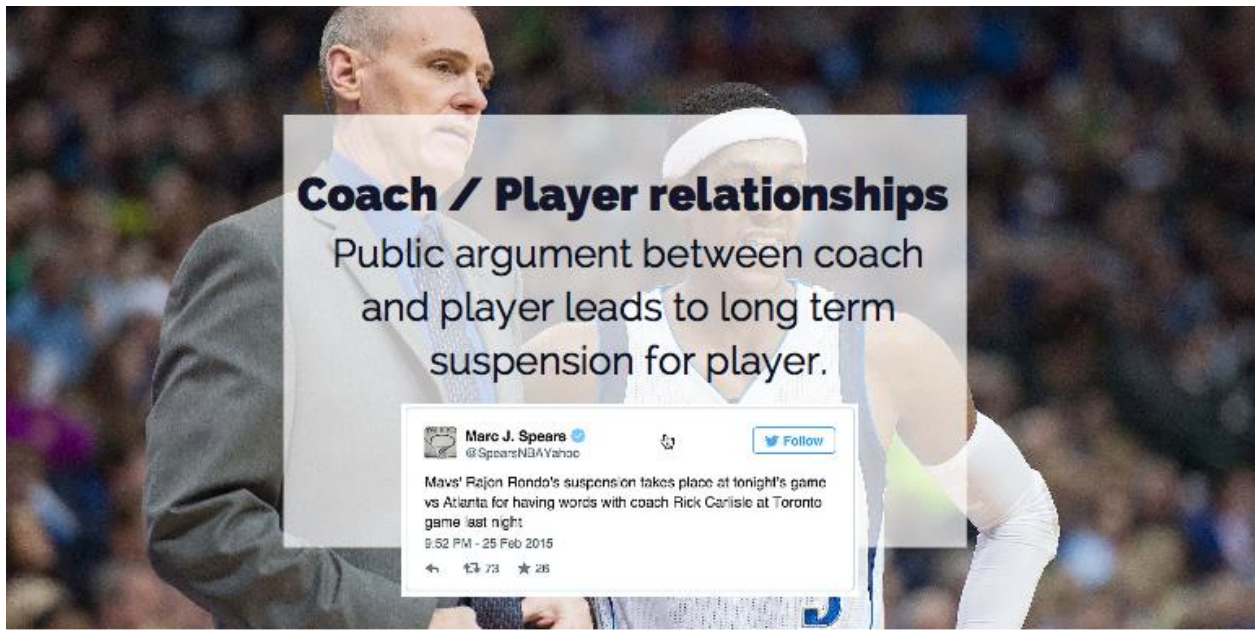 Coach / Player relationships
Public argument between coach
and player leads to long term
suspension for player.
Marc J. Spears
@SpearsNBAYahoo
Follow
Mavs' Rajon Rondo's suspension takes place at tonight's game
vs Atlanta for having words with coach Rick Carlisle at Toronto
game last night
9:52 PM - 25 Feb 2015
73 26